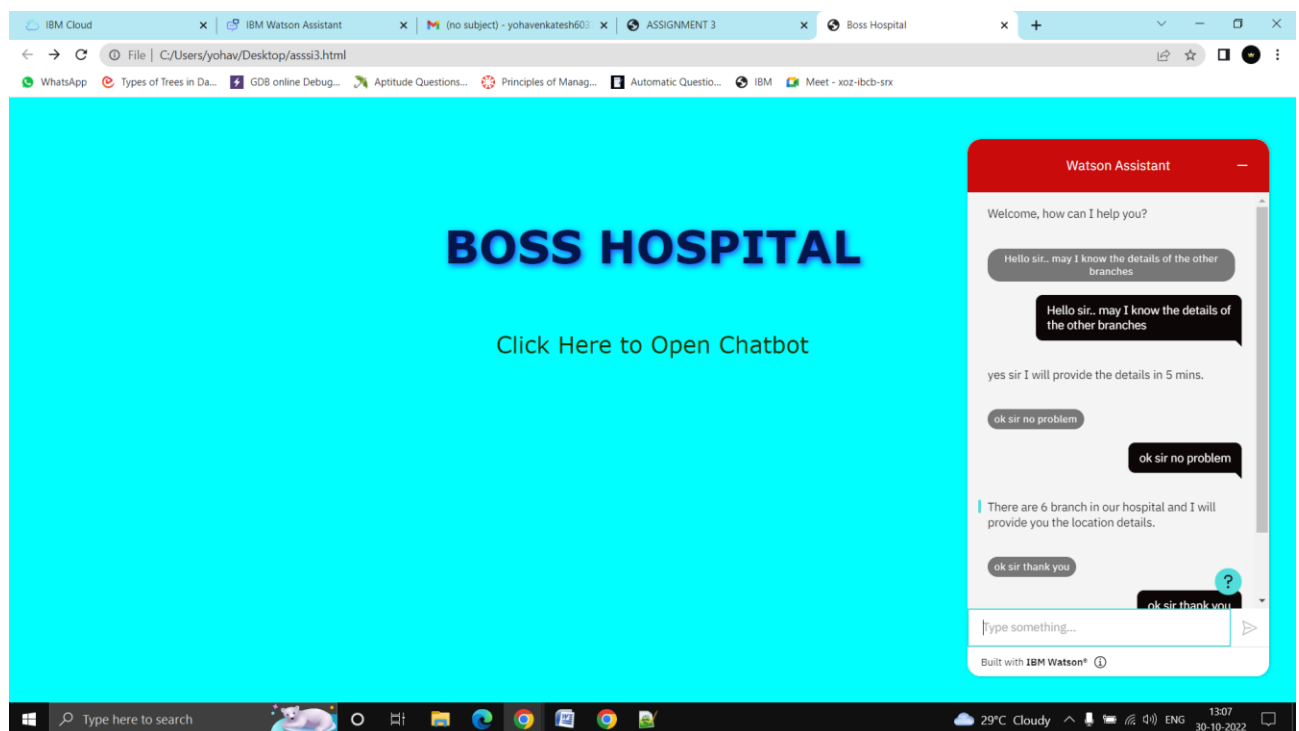 IBM Cloud
IBM Watson Assistant
(no subject) - yohavenkatesh603
ASSIGNMENT 3
Boss Hospital
File | C:/Users/yohav/Desktop/asssi3.html
WhatsApp
Types of Trees in Da...
GDB online Debug...
Aptitude Questions...
Principles of Manag...
Automatic Questio...
IBM
Meet - xoz-ibcb-srx
BOSS HOSPITAL
Click Here to Open Chatbot
Watson Assistant
Welcome, how can I help you?
Hello sir.. may I know the details of the other
branches
Hello sir.. may I know the details of
the other branches
yes sir I will provide the details in 5 mins.
ok sir no problem
ok sir no problem
There are 6 branch in our hospital and I will
provide you the location details.
ok sir thank you
ok sir thank you
?
Type something...
Built with IBM Watson®
Type here to search
29°C Cloudy
ENG
13:07
30-10-2022